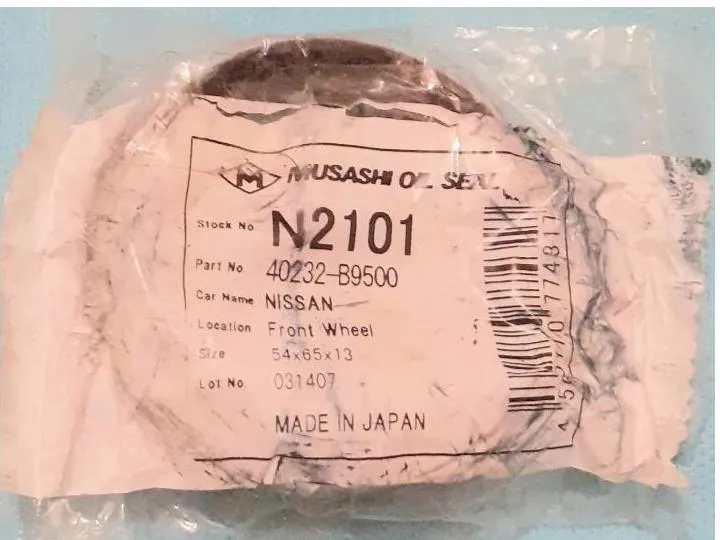 M
MUSASHI OIL SEAL
Stock No N2101
Part No 40232-B9500
Car Name NISSAN
Location Front Wheel
Size 54x65x13
Lot No. 031407
MADE IN JAPAN